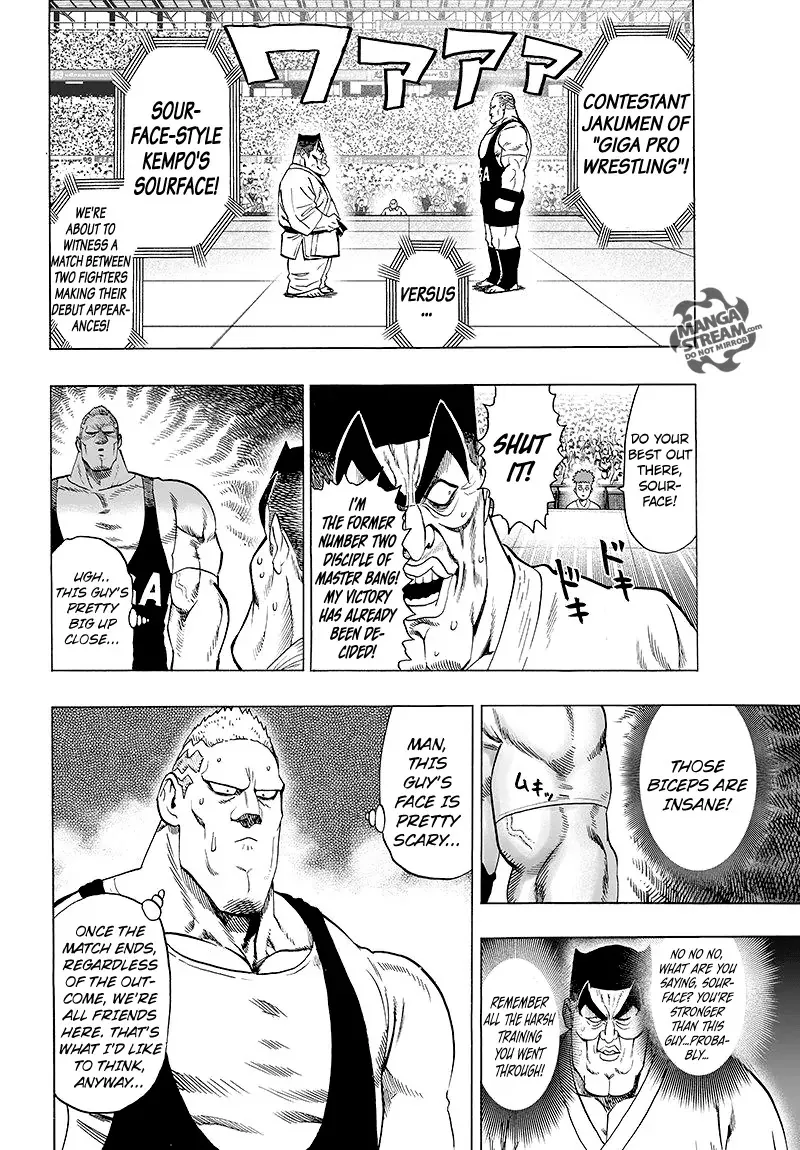 ワァァァ
CONTESTANT
JAKUMEN OF
"GIGA PRO
WRESTLING"!
VERSUS
...
SOUR-
FACE-STYLE
KEMPO'S
SOURFACE!
WE'RE
ABOUT TO
WITNESS A
MATCH BETWEEN
TWO FIGHTERS
MAKING THEIR
DEBUT APPEAR-
ANCES!
MANGA
STREAM.com
DO NOT MIRROR
DO YOUR
BEST OUT
THERE,
SOUR-
FACE!
SHUT
IT!
I'M
THE FORMER
NUMBER TWO
DISCIPLE OF
MASTER BANG!
MY VICTORY
HAS ALREADY
BEEN DE-
CIDED!
ドキ
ドキ
UGH..
THIS GUY'S
PRETTY
BIG UP
CLOSE...
A
THOSE
BICEPS ARE
INSANE!
ムキッ
NO NO NO,
WHAT ARE YOU
SAYING, SOUR-
FACE? YOU'RE
STRONGER
THAN THIS
GUY...PROBA-
BLY...
REMEMBER
ALL THE HARSH
TRAINING
YOU WENT
THROUGH!
MAN,
THIS
GUY'S
FACE IS
PRETTY
SCARY...
ONCE THE
MATCH ENDS,
REGARDLESS
OF THE OUT-
COME, WE'RE
ALL FRIENDS
HERE. THAT'S
WHAT I'D LIKE
TO THINK,
ANYWAY...